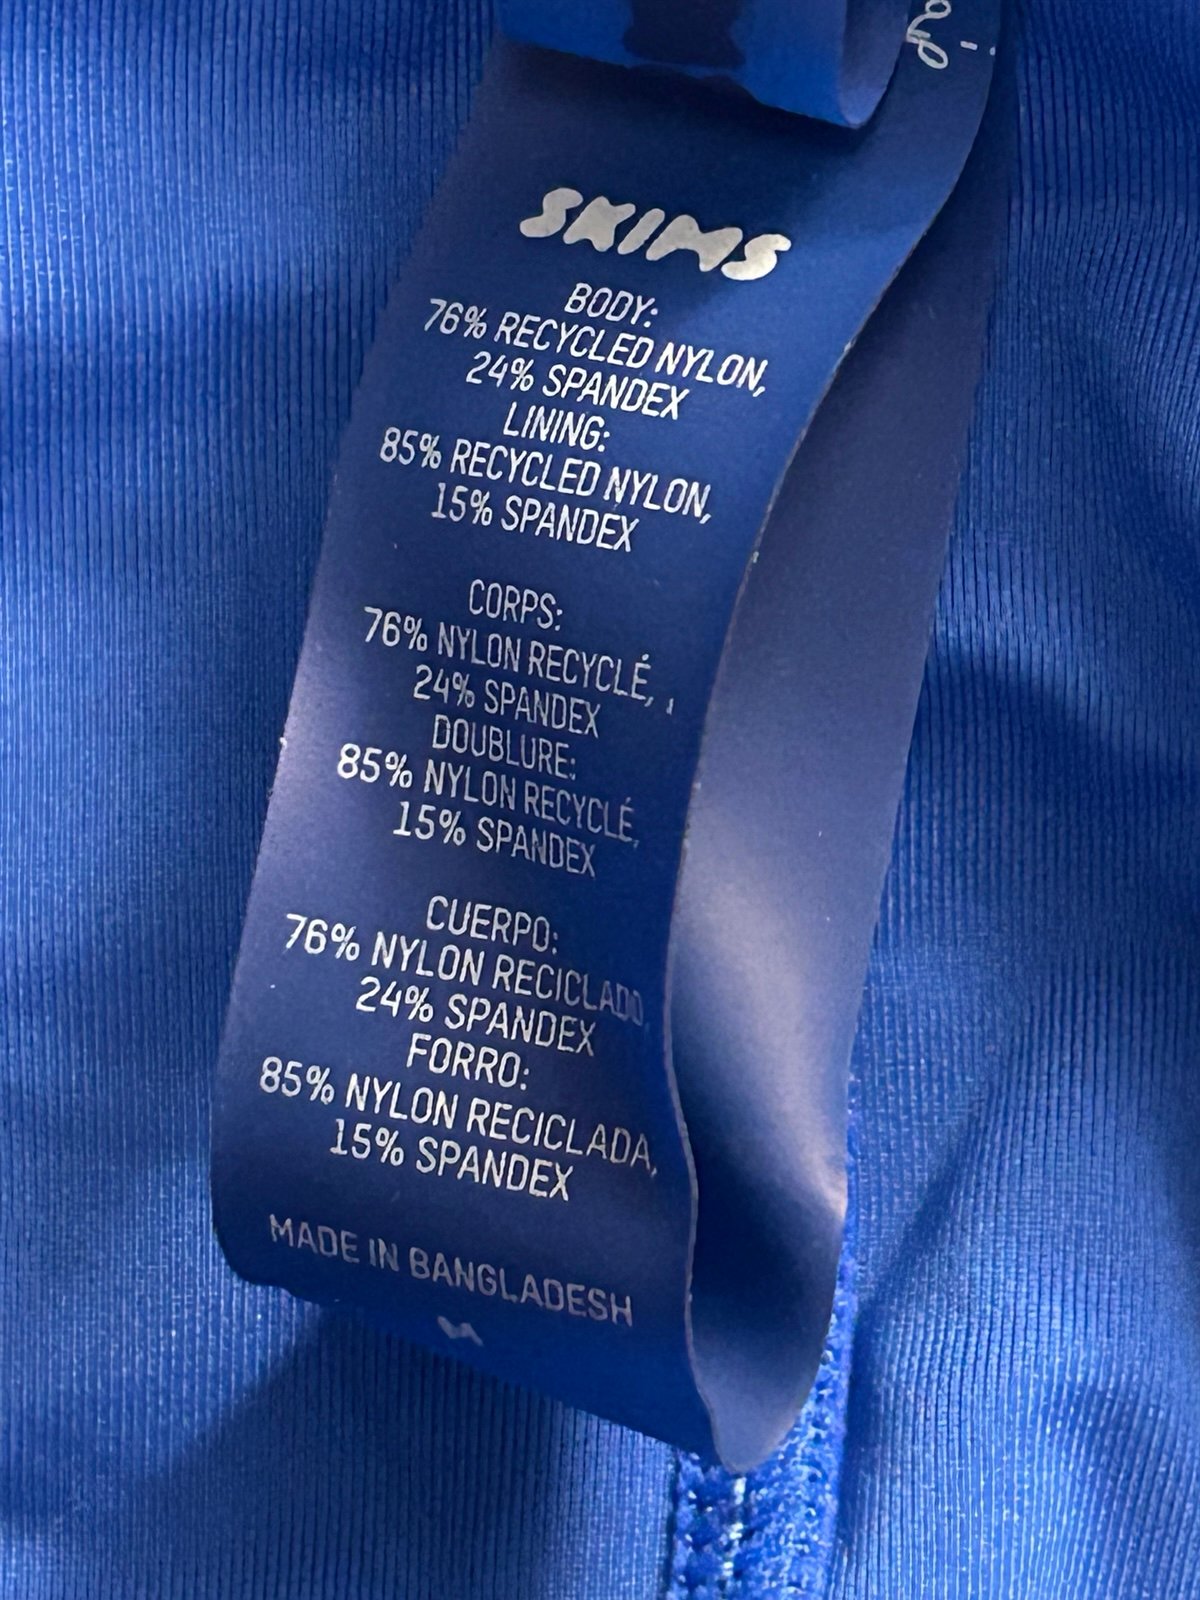 SKIMS
BODY:
76% RECYCLED NYLON,
24% SPANDEX
LINING:
85% RECYCLED NYLON,
15% SPANDEX
CORPS:
76% NYLON RECYCLÉ,
24% SPANDEX
DOUBLURE:
85% NYLON RECYCLÉ,
15% SPANDEX
CUERPO:
76% NYLON RECICLADO,
24% SPANDEX
FORRO:
85% NYLON RECICLADA,
15% SPANDEX
MADE IN BANGLADESH